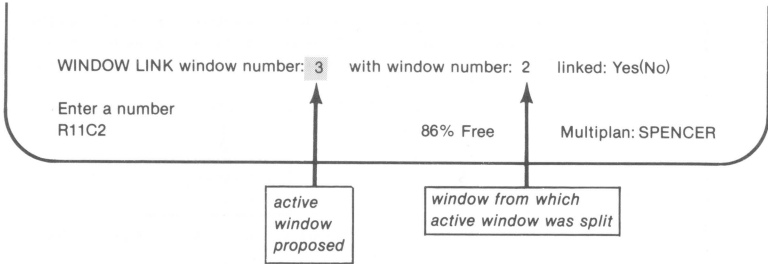 WINDOW LINK window number: 3 with window number: 2 linked: Yes(No)
Enter a number
R11C2 86% Free Multiplan: SPENCER
active
window
proposed
window from which
active window was split